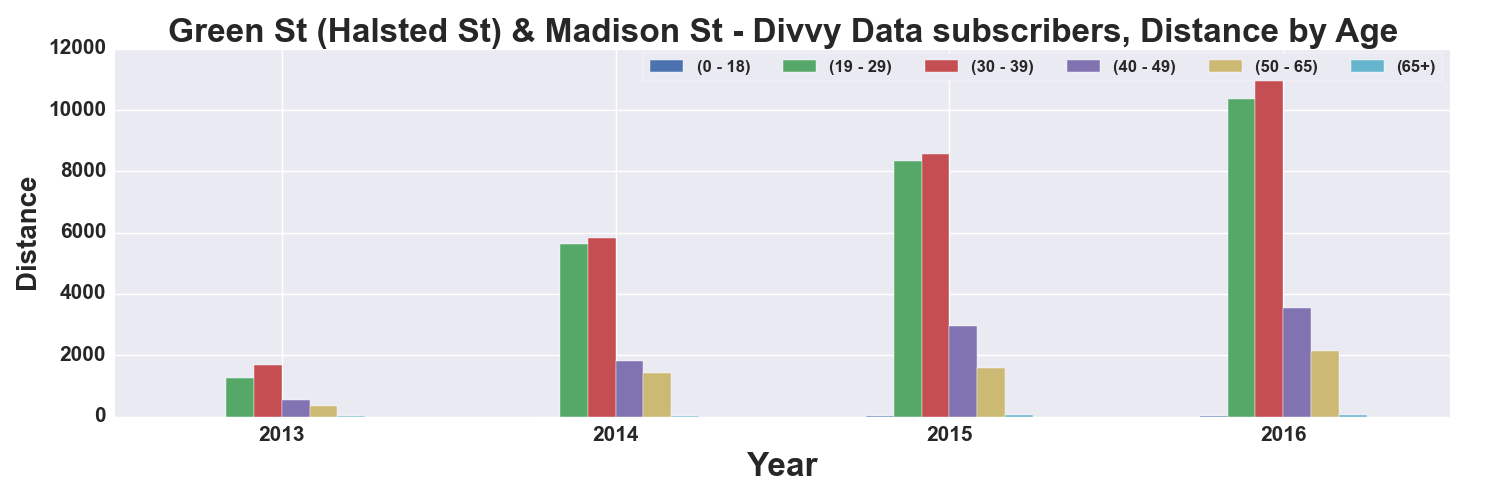 Green St (Halsted St) & Madison St - Divvy Data subscribers, Distance by Age
(0 - 18) (19 - 29) (30 - 39) (40 - 49) (50 - 65) (65+)
12000
10000
8000
6000
4000
2000
0
Distance
2013 2014 2015 2016
Year